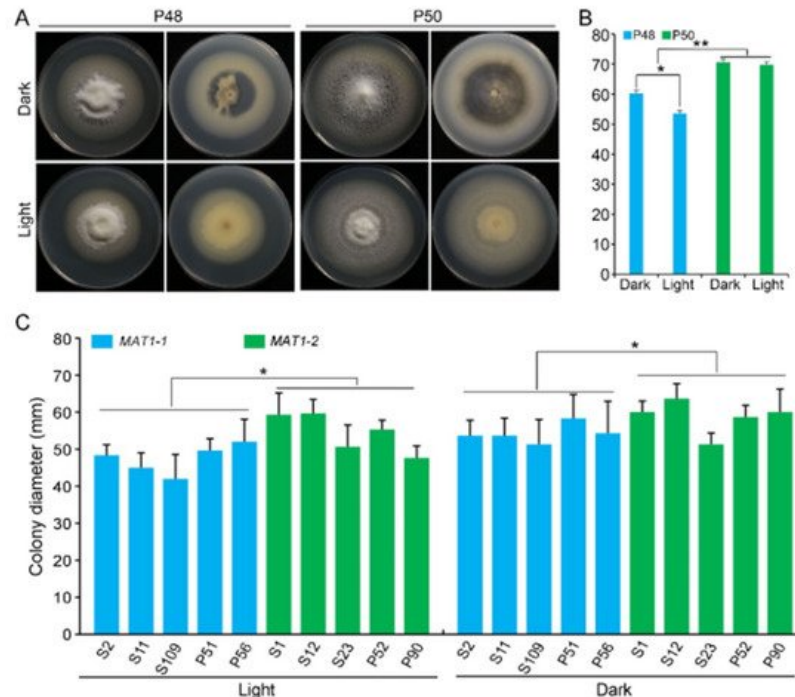 A
P48
P50
Dark
Light
B
P48 P50
**
*
80
70
60
50
40
30
20
10
0
Dark Light Dark Light
C
MAT1-1 MAT1-2
Colony diameter (mm)
80
70
60
50
40
30
20
10
0
*
*
S2 S11 S109 P51 P56 S1 S12 S23 P52 P90 S2 S11 S109 P51 P56 S1 S12 S23 P52 P90
Light Dark